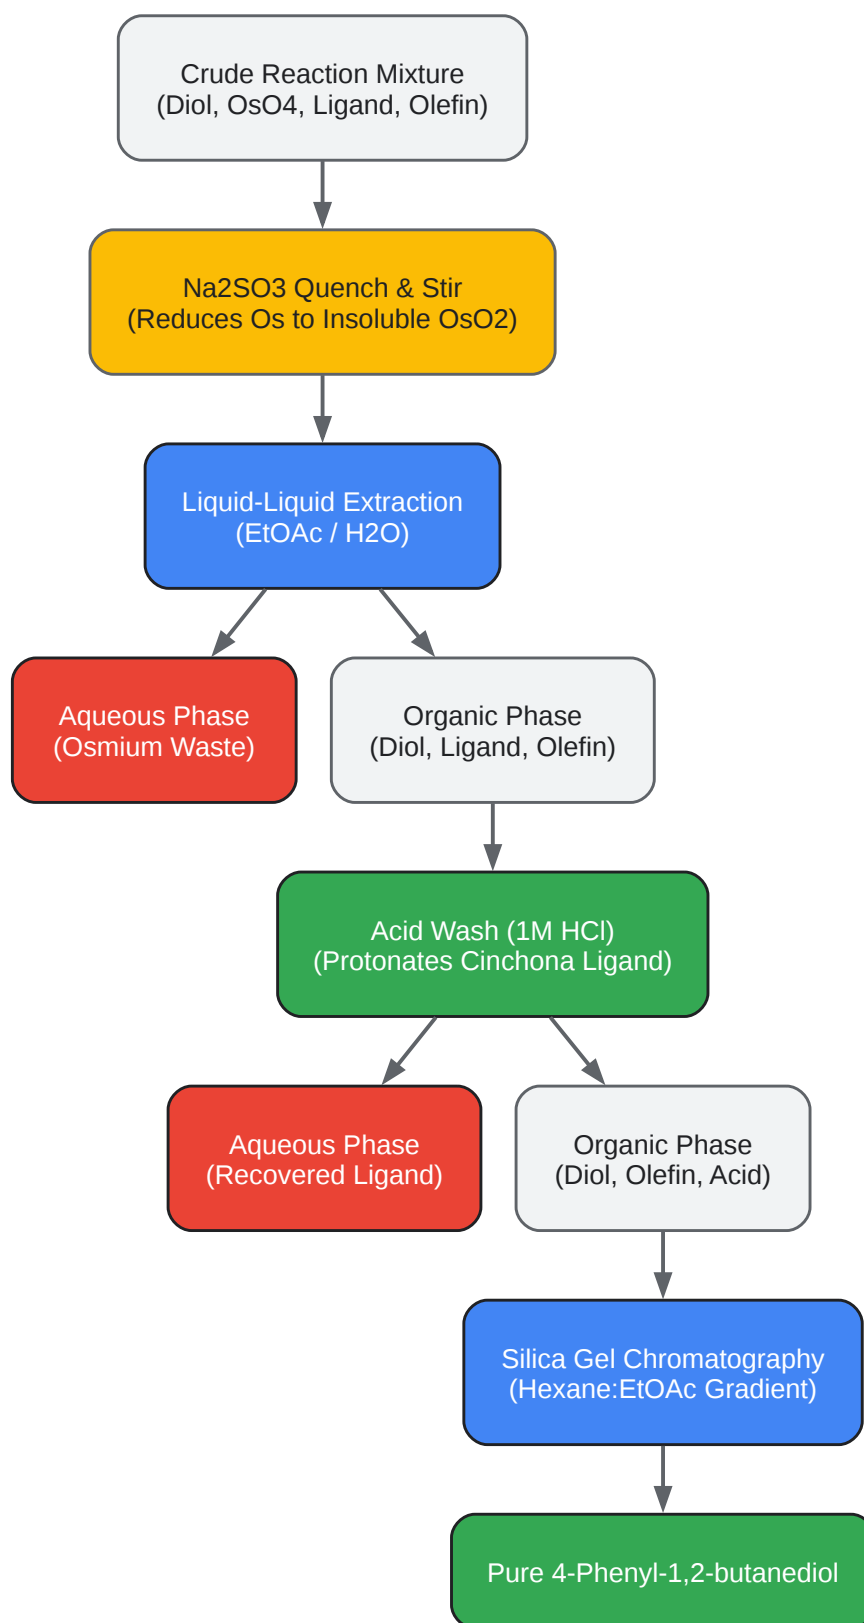 Crude Reaction Mixture
(Diol, OsO4, Ligand, Olefin)
Na2SO3 Quench & Stir
(Reduces Os to Insoluble OsO2)
Liquid-Liquid Extraction
(EtOAc / H2O)
Aqueous Phase
(Osmium Waste)
Organic Phase
(Diol, Ligand, Olefin)
Acid Wash (1M HCl)
(Protonates Cinchona Ligand)
Aqueous Phase
(Recovered Ligand)
Organic Phase
(Diol, Olefin, Acid)
Silica Gel Chromatography
(Hexane:EtOAc Gradient)
Pure 4-Phenyl-1,2-butanediol